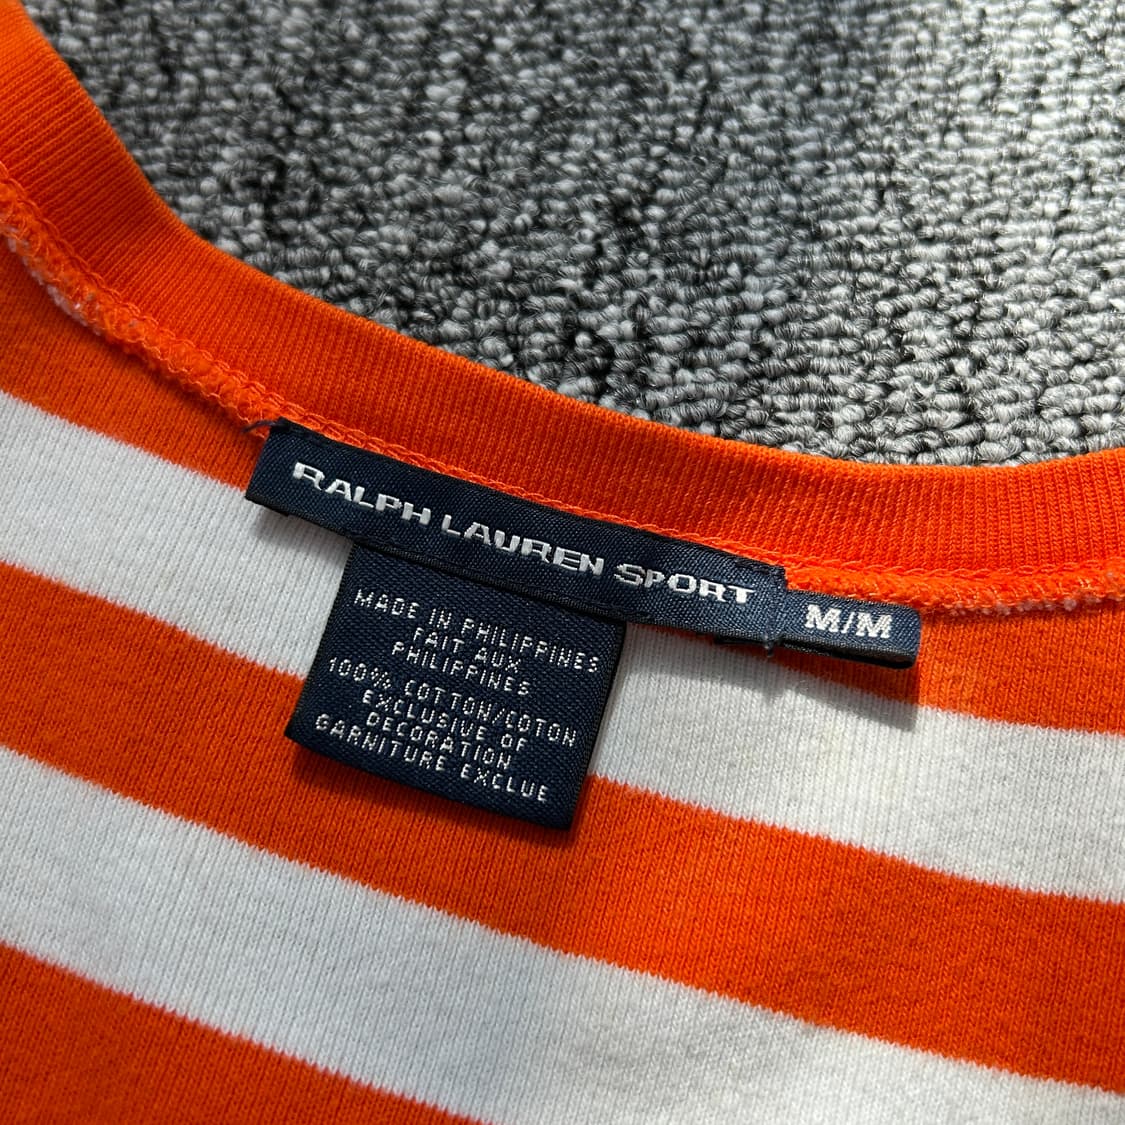 RALPH LAUREN SPORT
M/M
MADE IN PHILIPPINES
FAIT AUX
PHILIPPINES
100% COTTON/COTON
EXCLUSIVE OF
DECORATION
GARNITURE EXCLUE